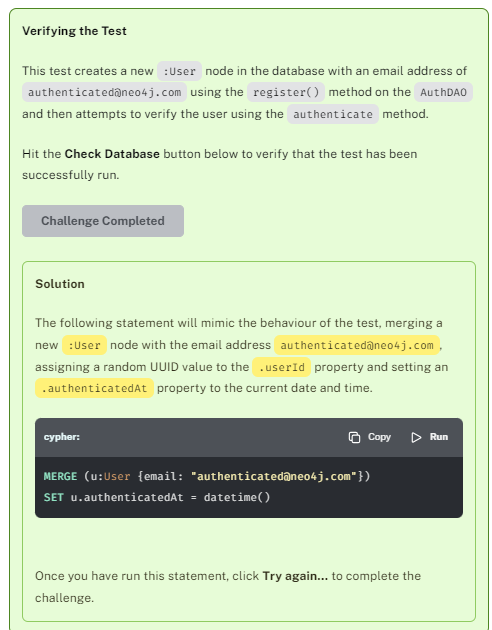 Verifying the Test
This test creates a new :User node in the database with an email address of
authenticated@neo4j.com using the register() method on the AuthDAO
and then attempts to verify the user using the authenticate method.
Hit the Check Database button below to verify that the test has been
successfully run.
Challenge Completed
Solution
The following statement will mimic the behaviour of the test, merging a
new :User node with the email address authenticated@neo4j.com,
assigning a random UUID value to the .userId property and setting an
.authenticatedAt property to the current date and time.
cypher: Copy Run
MERGE (u:User {email: "authenticated@neo4j.com"})
SET u.authenticatedAt = datetime()
Once you have run this statement, click Try again... to complete the
challenge.